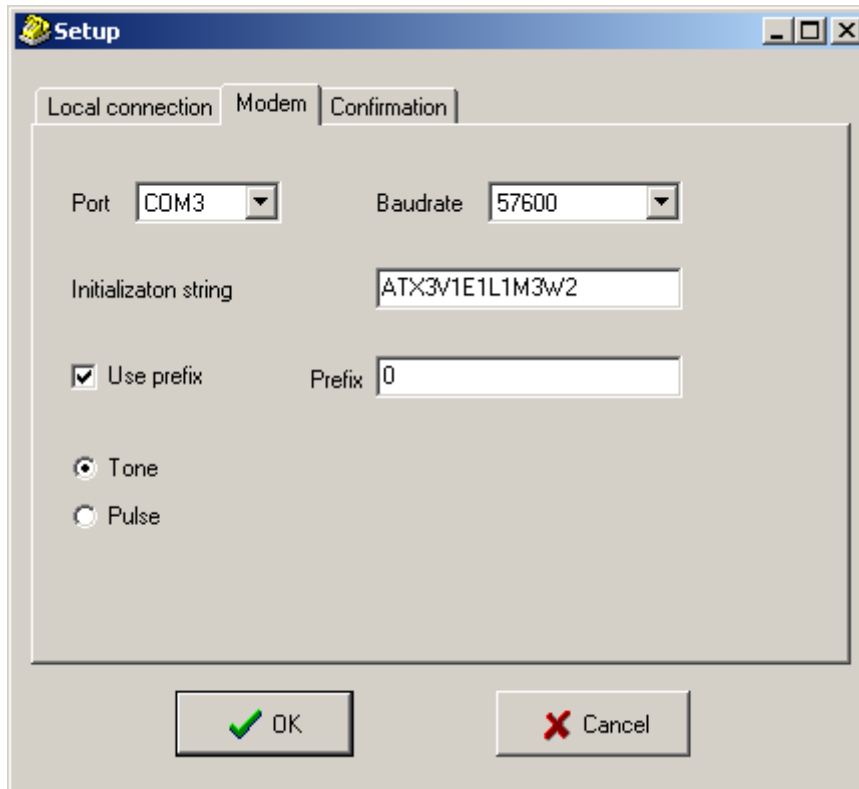 Setup
Local connection Modem Confirmation
Port COM3 Baudrate 57600
Initializaton string ATX3V1E1L1M3W2
Use prefix Prefix 0
Tone
Pulse
OK Cancel